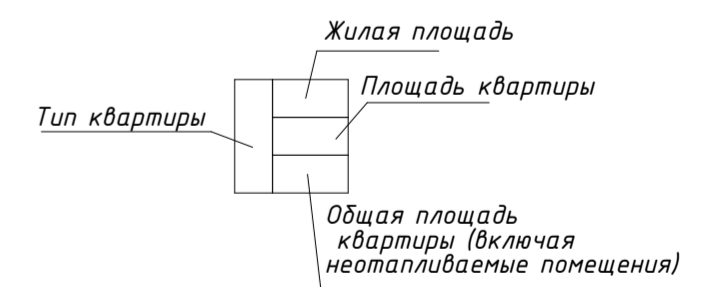 Жилая площадь
Площадь квартиры
Тип квартиры
Общая площадь
квартиры (включая
неотапливаемые помещения)